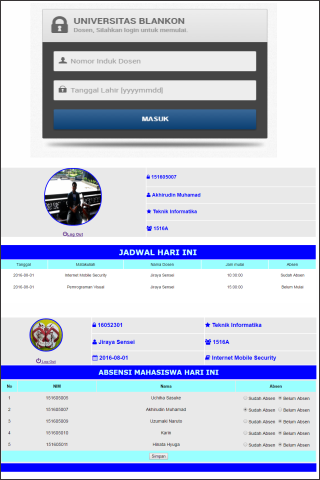 UNIVERSITAS BLANKON
Dosen, Silahkan login untuk memulai.
Nomor Induk Dosen
Tanggal Lahir (yyyymmdd)
MASUK
151605007
Akhirudin Muhamad
Teknik Informatika
1516A
Log Out
JADWAL HARI INI
Tanggal Matakuliah Nama Dosen Jam mulai Absen
2016-08-01 Internet Mobile Security Jiraya Sensei 10:30:00 Sudah Absen
2016-08-01 Pemrograman Visual Jiraya Sensei 15:00:00 Belum Mulai
16052301 Teknik Informatika
Jiraya Sensei 1516A
Log Out 2016-08-01 Internet Mobile Security
ABSENSI MAHASISWA HARI INI
No NIM Nama Absen
1 151605005 Uchiha Sasuke Sudah Absen Belum Absen
2 151605007 Akhirudin Muhamad Sudah Absen Belum Absen
3 151605009 Uzumaki Naruto Sudah Absen Belum Absen
4 151605010 Karin Sudah Absen Belum Absen
5 151605011 Hinata Hyuga Sudah Absen Belum Absen
Simpan